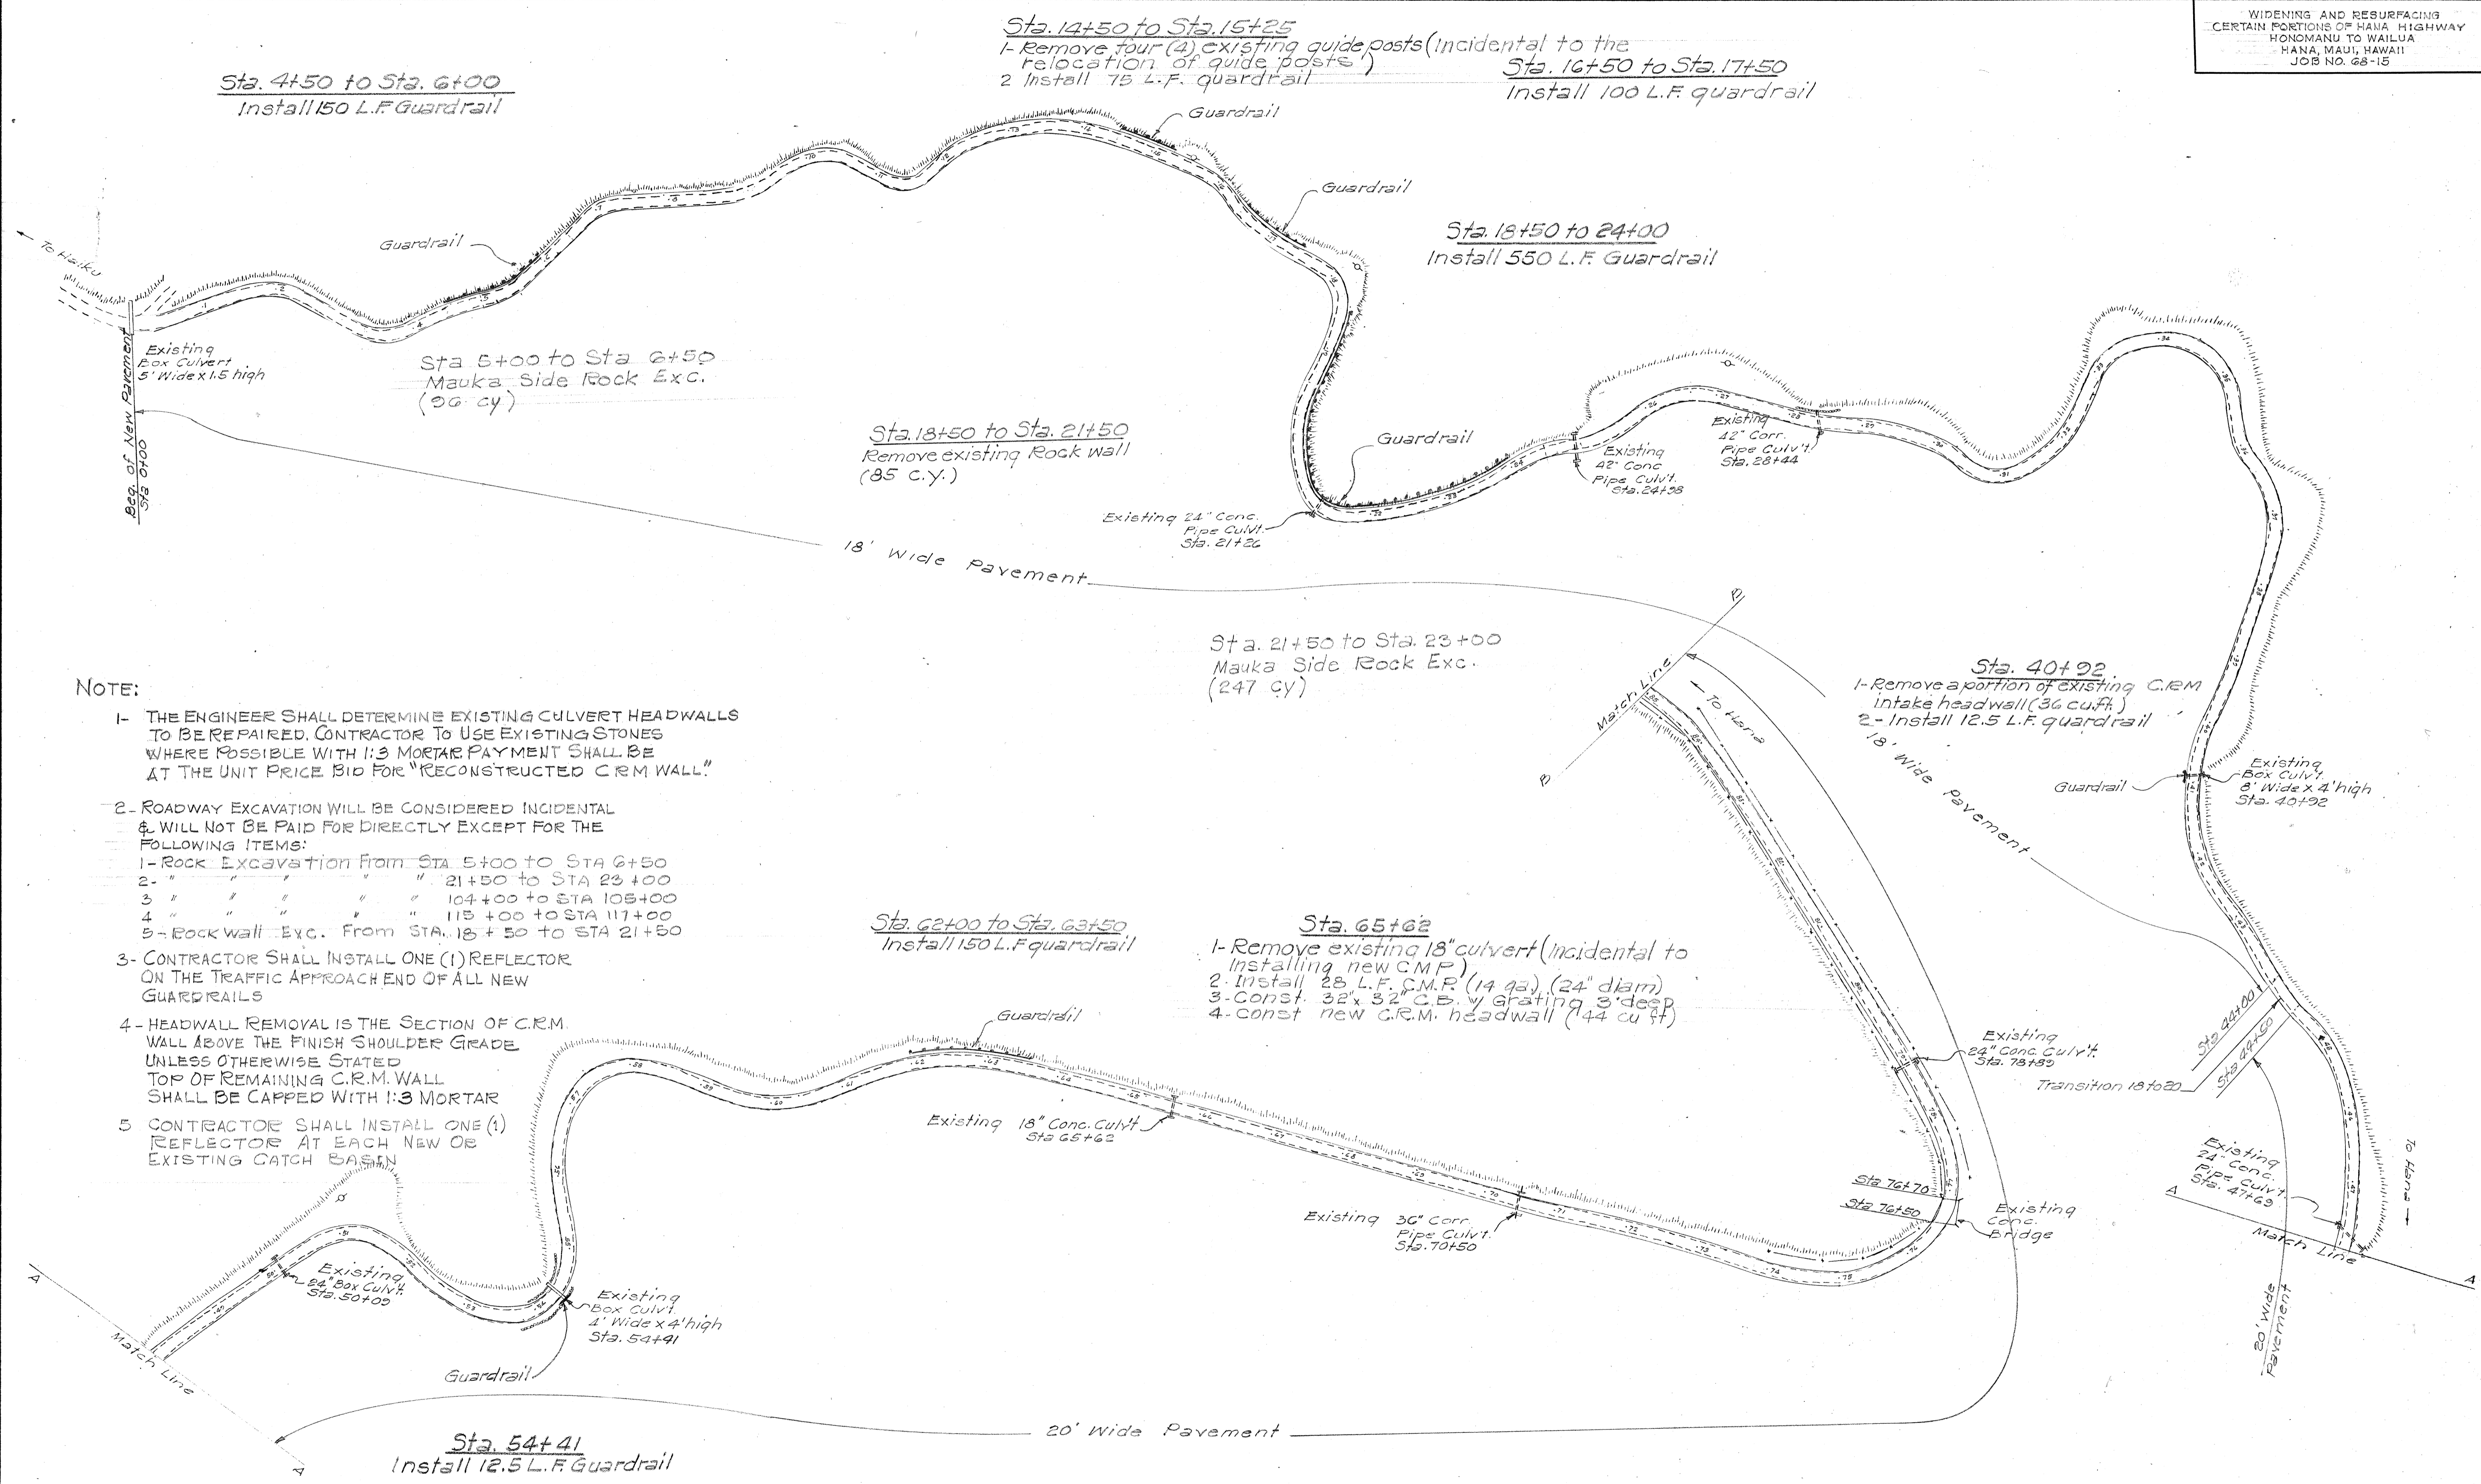 WIDENING AND RESURFACING
CERTAIN PORTIONS OF HANA HIGHWAY
HONOMANU TO WAILUA
HANA, MAUI, HAWAII
JOB NO. 68-15
Sta. 4+50 to Sta. 6+00
Install 150 L.F. Guardrail
Sta. 14+50 to Sta. 15+25
1- Remove four (4) existing guide posts (Incidental to the
relocation of guide posts)
2 Install 75 L.F. guardrail
Sta. 16+50 to Sta. 17+50
Install 100 L.F. guardrail
Guardrail
Guardrail
Guardrail
Sta. 18+50 to 24+00
Install 550 L.F. Guardrail
To Haiku
Existing
Box Culvert
5' Wide x 1.5 high
Beg. of New Pavement
Sta 0+00
Sta 5+00 to Sta 6+50
Mauka Side Rock Exc.
(96 cy)
Sta. 18+50 to Sta. 21+50
Remove existing Rock wall
(85 c.y.)
Guardrail
Existing 24" Conc.
Pipe Culvt.
Sta. 21+26
Existing
42" Conc
Pipe Culv't.
Sta. 24+98
Existing
42" Corr.
Pipe Culv't.
Sta. 28+44
18' Wide Pavement
Sta. 21+50 to Sta. 23+00
Mauka Side Rock Exc.
(247 cy)
B
Match Line
B
To Hana
Sta. 40+92
1-Remove a portion of existing C.R.M
intake headwall (36 cu.ft.)
2-Install 12.5 L.F. guardrail
18' Wide Pavement
Guardrail
Existing
Box Culv't.
8' Wide x 4' high
Sta. 40+92
NOTE:
1- THE ENGINEER SHALL DETERMINE EXISTING CULVERT HEADWALLS
TO BE REPAIRED. CONTRACTOR TO USE EXISTING STONES
WHERE POSSIBLE WITH 1:3 MORTAR PAYMENT SHALL BE
AT THE UNIT PRICE BID FOR "RECONSTRUCTED CRM WALL."
2- ROADWAY EXCAVATION WILL BE CONSIDERED INCIDENTAL
& WILL NOT BE PAID FOR DIRECTLY EXCEPT FOR THE
FOLLOWING ITEMS:
1- Rock Excavation From STA 5+00 to STA 6+50
2- " " " " " 21+50 to STA 23+00
3 " " " " " 104+00 to STA 105+00
4 " " " " " 115+00 to STA 117+00
5- Rock wall Exc. From STA. 18+50 to STA 21+50
3- CONTRACTOR SHALL INSTALL ONE (1) REFLECTOR
ON THE TRAFFIC APPROACH END OF ALL NEW
GUARDRAILS
4- HEADWALL REMOVAL IS THE SECTION OF C.R.M.
WALL ABOVE THE FINISH SHOULDER GRADE
UNLESS OTHERWISE STATED
TOP OF REMAINING C.R.M. WALL
SHALL BE CAPPED WITH 1:3 MORTAR
5 CONTRACTOR SHALL INSTALL ONE (1)
REFLECTOR AT EACH NEW OR
EXISTING CATCH BASIN
Sta. 62+00 to Sta. 63+50
Install 150 L.F guardrail
Sta. 65+62
1- Remove existing 18" culvert (Incidental to
Installing new CMP)
2- Install 28 L.F. C.M.P. (14 ga.) (24" diam)
3- Const. 32"x 32" C.B. w/ Grating 3' deep
4- const new C.R.M. headwall (44 cu ft)
Guardrail
Existing 18" Conc. Culv't
Sta 65+62
Existing 36" Corr.
Pipe Culv't.
Sta. 70+50
Existing
24" Conc. Culv't.
Sta. 78+89
Sta 76+70
Sta 76+50
Existing
Conc.
Bridge
Sta 44+00
Sta 44+50
Transition 18 to 20
Existing
24" Conc.
Pipe Culv't.
Sta. 47+69
To Hana
A
Match Line
A
20' Wide
Pavement
A
Match Line
A
Existing
24" Box Culv't.
Sta. 50+09
Existing
Box Culv't.
4' Wide x 4' high
Sta. 54+41
Guardrail
20' Wide Pavement
Sta. 54+41
Install 12.5 L.F. Guardrail